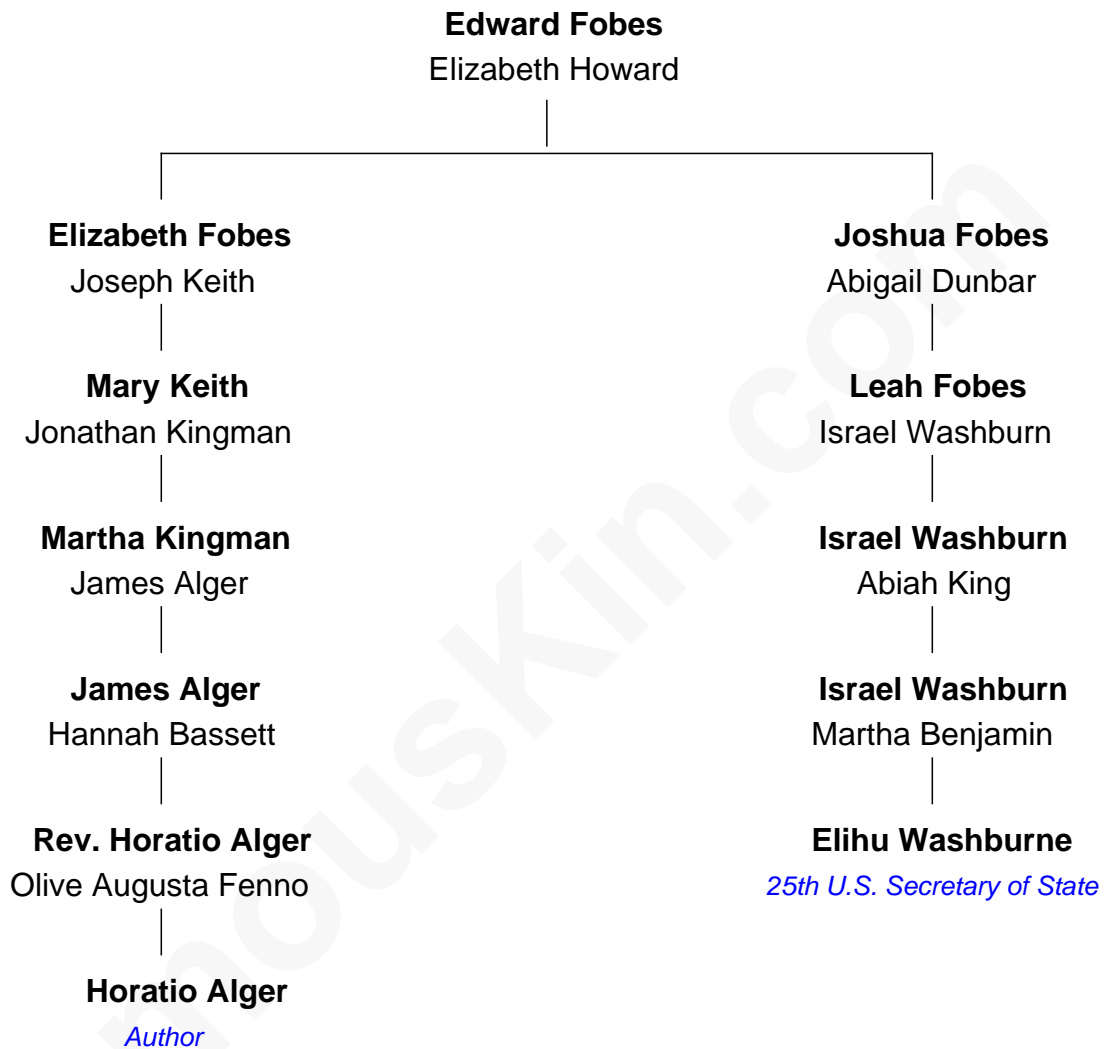 Edward Fobes
Elizabeth Howard
Elizabeth Fobes
Joseph Keith
Mary Keith
Jonathan Kingman
Martha Kingman
James Alger
James Alger
Hannah Bassett
Rev. Horatio Alger
Olive Augusta Fenno
Horatio Alger
Author
Joshua Fobes
Abigail Dunbar
Leah Fobes
Israel Washburn
Israel Washburn
Abiah King
Israel Washburn
Martha Benjamin
Elihu Washburne
25th U.S. Secretary of State
mousKin.com